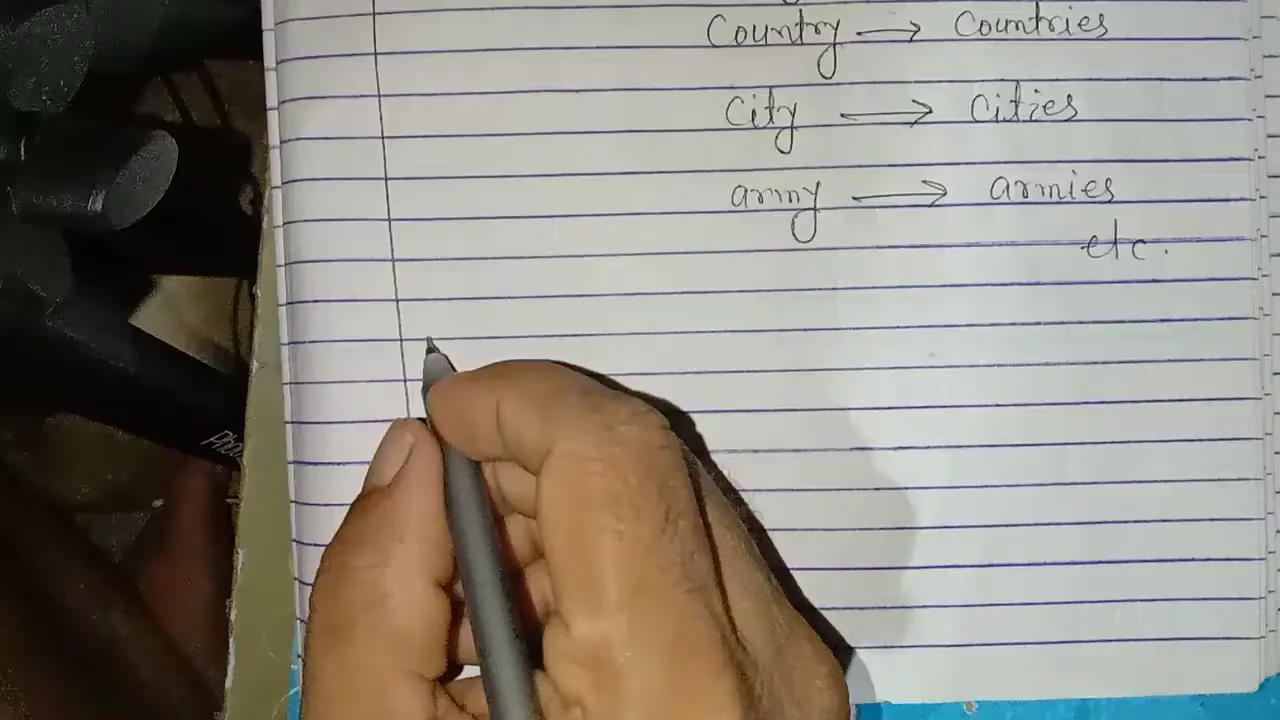 Country → Countries
City → Cities
army → armies
etc.